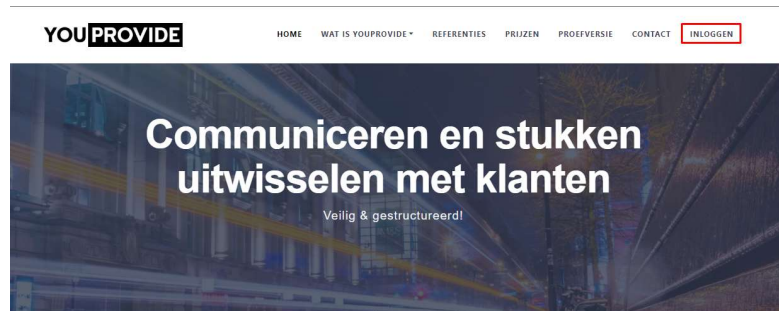 YOUPROVIDE HOME WAT IS YOUPROVIDE REFERENTIES PRIJZEN PROEFVERSIE CONTACT INLOGGEN
Communiceren en stukken
uitwisselen met klanten
Veilig & gestructureerd!